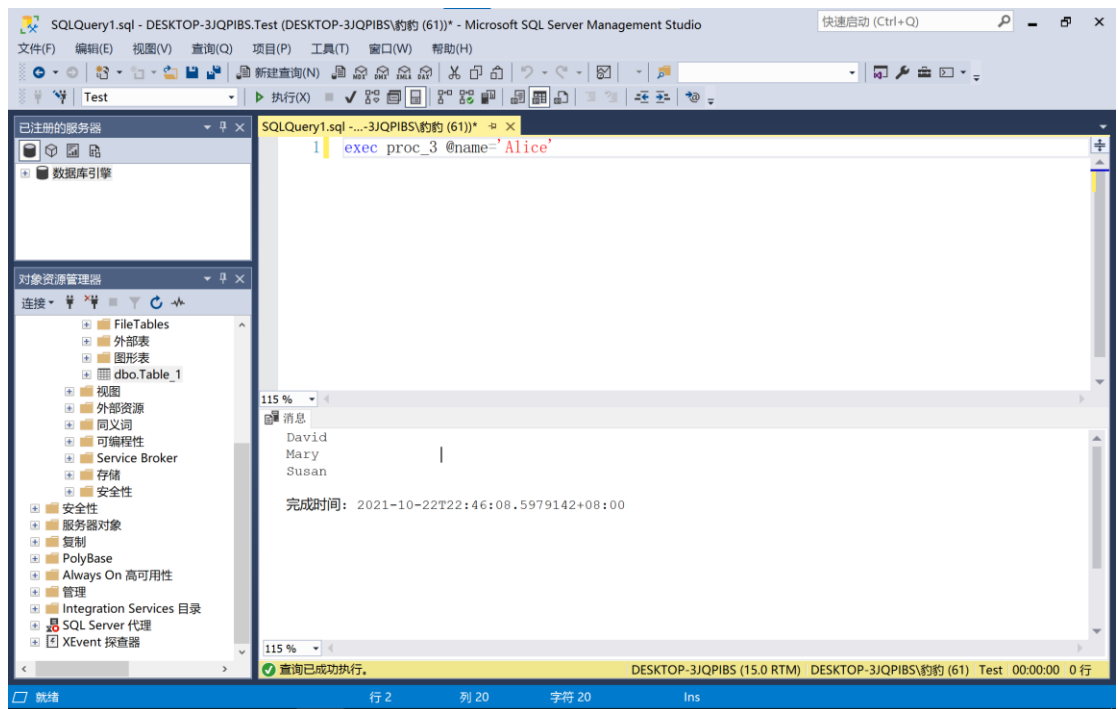 SQLQuery1.sql - DESKTOP-3JQPIBS.Test (DESKTOP-3JQPIBS\豹豹 (61))* - Microsoft SQL Server Management Studio
快速启动 (Ctrl+Q)
文件(F) 编辑(E) 视图(V) 查询(Q) 项目(P) 工具(T) 窗口(W) 帮助(H)
新建查询(N)
Test
执行(X)
已注册的服务器
数据库引擎
SQLQuery1.sql -...-3JQPIBS\豹豹 (61))*
1 exec proc_3 @name='Alice'
对象资源管理器
连接
FileTables
外部表
图形表
dbo.Table_1
视图
外部资源
同义词
可编程性
Service Broker
存储
安全性
安全性
服务器对象
复制
PolyBase
Always On 高可用性
管理
Integration Services 目录
SQL Server 代理
XEvent 探查器
115 %
消息
David
Mary
Susan
完成时间: 2021-10-22T22:46:08.5979142+08:00
115 %
查询已成功执行。
DESKTOP-3JQPIBS (15.0 RTM) DESKTOP-3JQPIBS\豹豹 (61) Test 00:00:00 0 行
就绪 行 2 列 20 字符 20 Ins